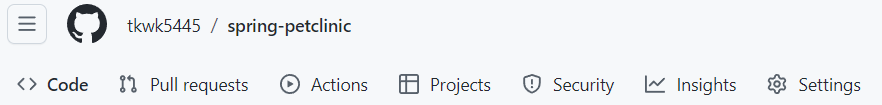 tkwk5445 / spring-petclinic
Code Pull requests Actions Projects Security Insights Settings